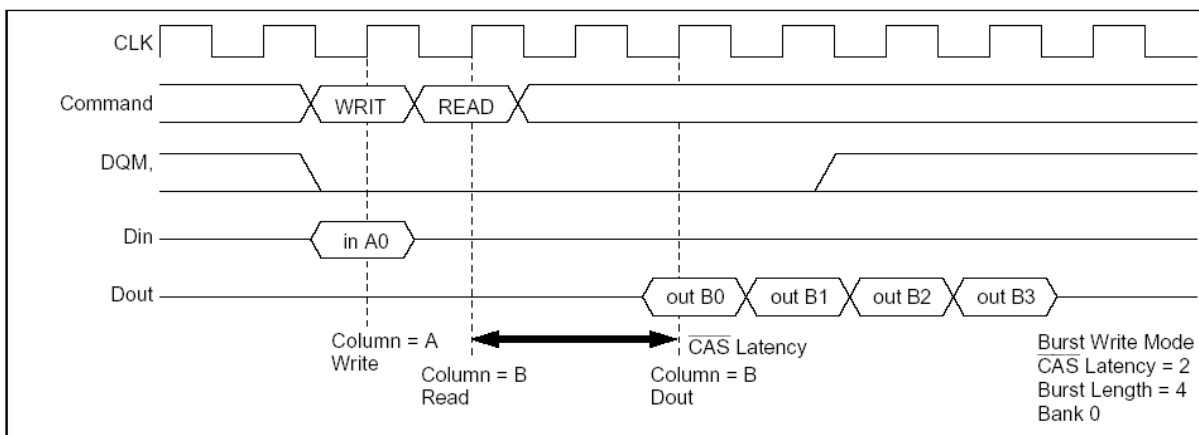 CLK
Command
WRIT
READ
DQM,
Din
in A0
Dout
out B0
out B1
out B2
out B3
Column = A
Write
CAS Latency
Column = B
Read
Column = B
Dout
Burst Write Mode
CAS Latency = 2
Burst Length = 4
Bank 0